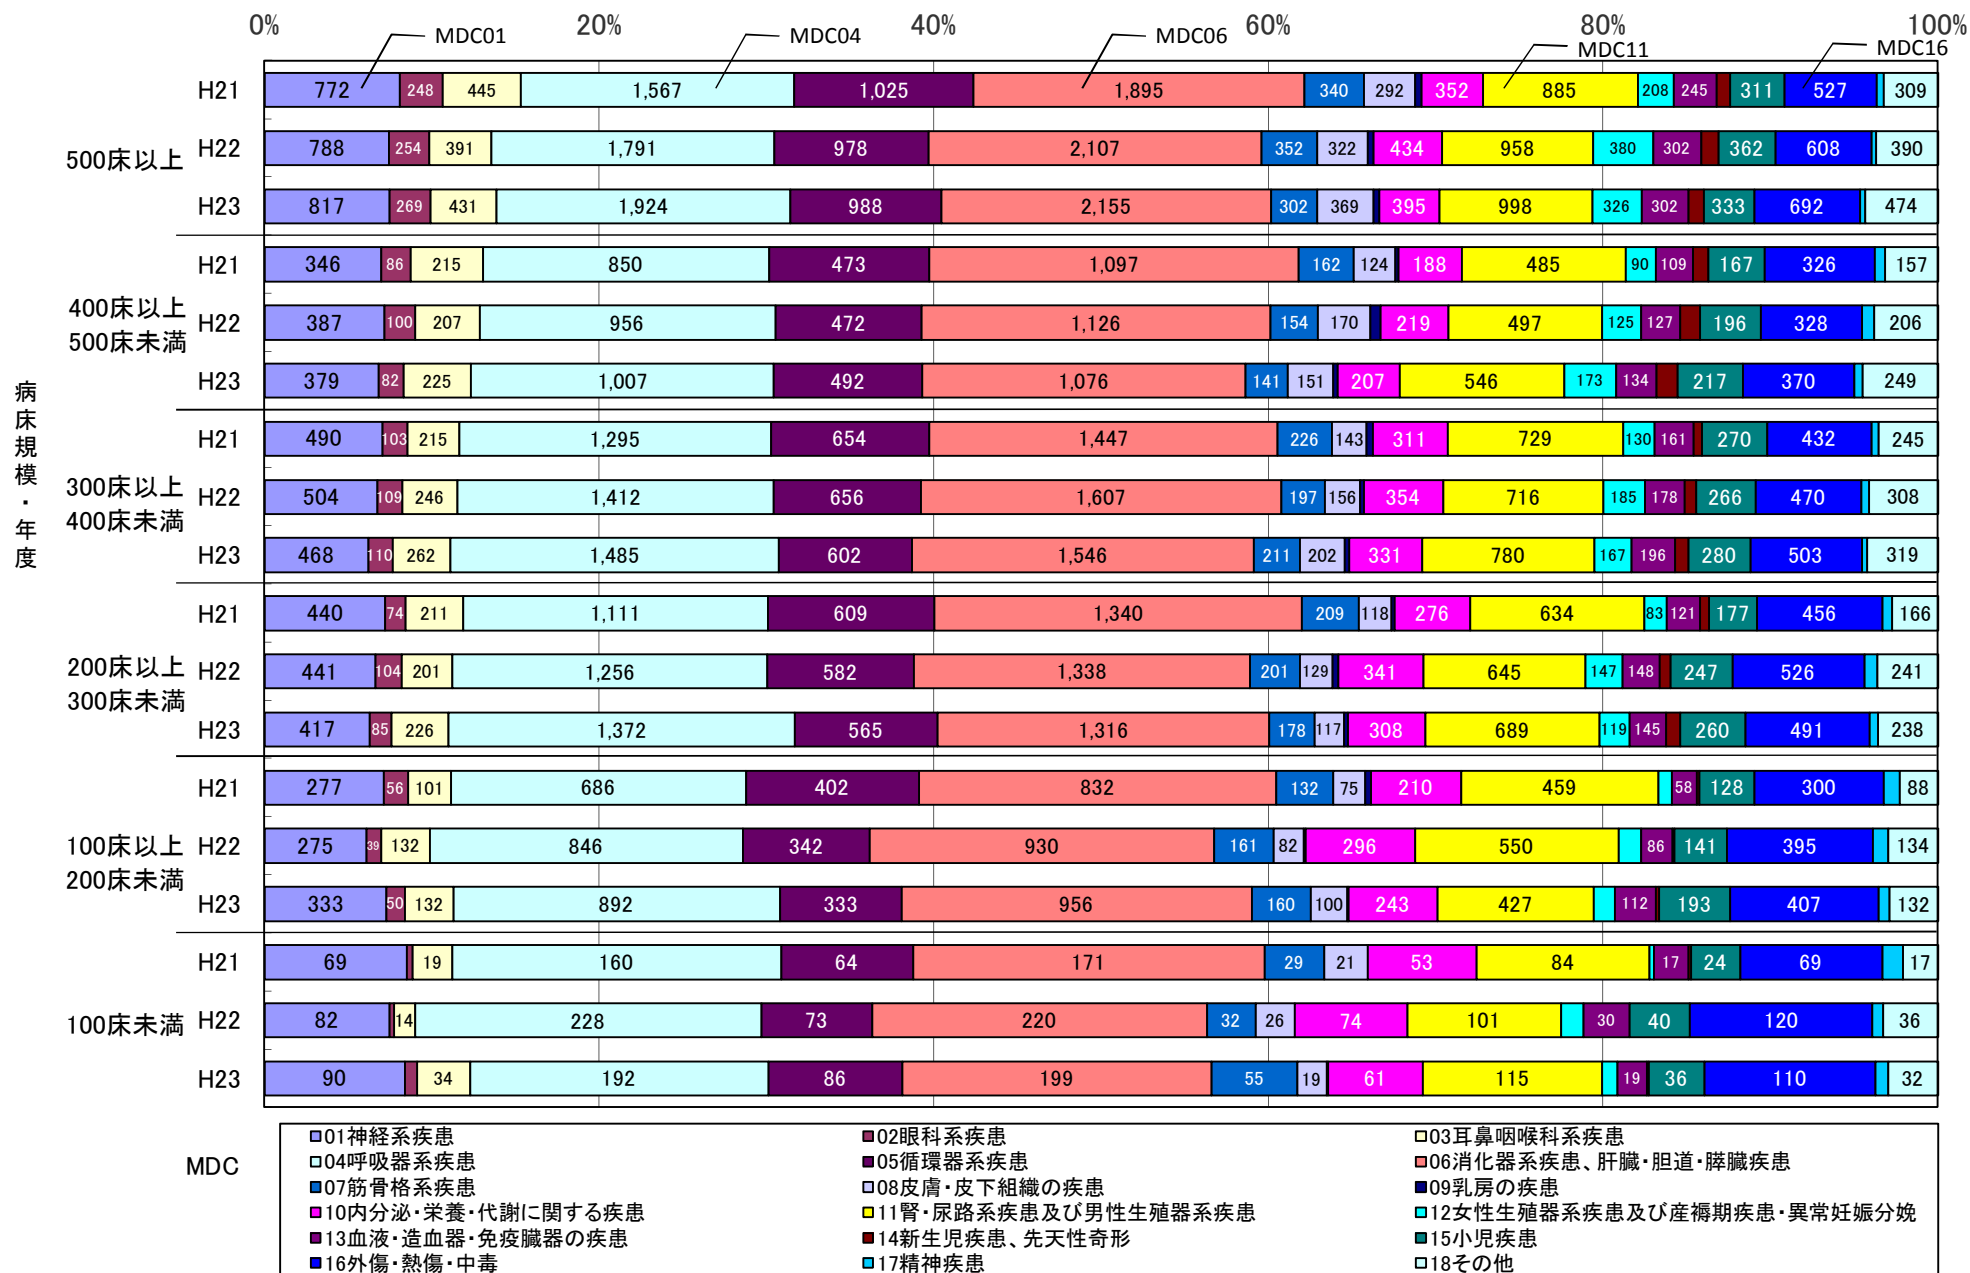 0% 20% 40% 60% 80% 100%
MDC01 MDC04 MDC06 MDC11 MDC16
病床規模・年度
500床以上
H21 772 248 445 1,567 1,025 1,895 340 292 352 885 208 245 311 527 309
H22 788 254 391 1,791 978 2,107 352 322 434 958 380 302 362 608 390
H23 817 269 431 1,924 988 2,155 302 369 395 998 326 302 333 692 474
400床以上
500床未満
H21 346 86 215 850 473 1,097 162 124 188 485 90 109 167 326 157
H22 387 100 207 956 472 1,126 154 170 219 497 125 127 196 328 206
H23 379 82 225 1,007 492 1,076 141 151 207 546 173 134 217 370 249
300床以上
400床未満
H21 490 103 215 1,295 654 1,447 226 143 311 729 130 161 270 432 245
H22 504 109 246 1,412 656 1,607 197 156 354 716 185 178 266 470 308
H23 468 110 262 1,485 602 1,546 211 202 331 780 167 196 280 503 319
200床以上
300床未満
H21 440 74 211 1,111 609 1,340 209 118 276 634 83 121 177 456 166
H22 441 104 201 1,256 582 1,338 201 129 341 645 147 148 247 526 241
H23 417 85 226 1,372 565 1,316 178 117 308 689 119 145 260 491 238
100床以上
200床未満
H21 277 56 101 686 402 832 132 75 210 459 58 128 300 88
H22 275 39 132 846 342 930 161 82 296 550 86 141 395 134
H23 333 50 132 892 333 956 160 100 243 427 112 193 407 132
100床未満
H21 69 19 160 64 171 29 21 53 84 17 24 69 17
H22 82 14 228 73 220 32 26 74 101 30 40 120 36
H23 90 34 192 86 199 55 19 61 115 19 36 110 32
MDC
01神経系疾患 02眼科系疾患 03耳鼻咽喉科系疾患
04呼吸器系疾患 05循環器系疾患 06消化器系疾患、肝臓・胆道・膵臓疾患
07筋骨格系疾患 08皮膚・皮下組織の疾患 09乳房の疾患
10内分泌・栄養・代謝に関する疾患 11腎・尿路系疾患及び男性生殖器系疾患 12女性生殖器系疾患及び産褥期疾患・異常妊娠分娩
13血液・造血器・免疫臓器の疾患 14新生児疾患、先天性奇形 15小児疾患
16外傷・熱傷・中毒 17精神疾患 18その他